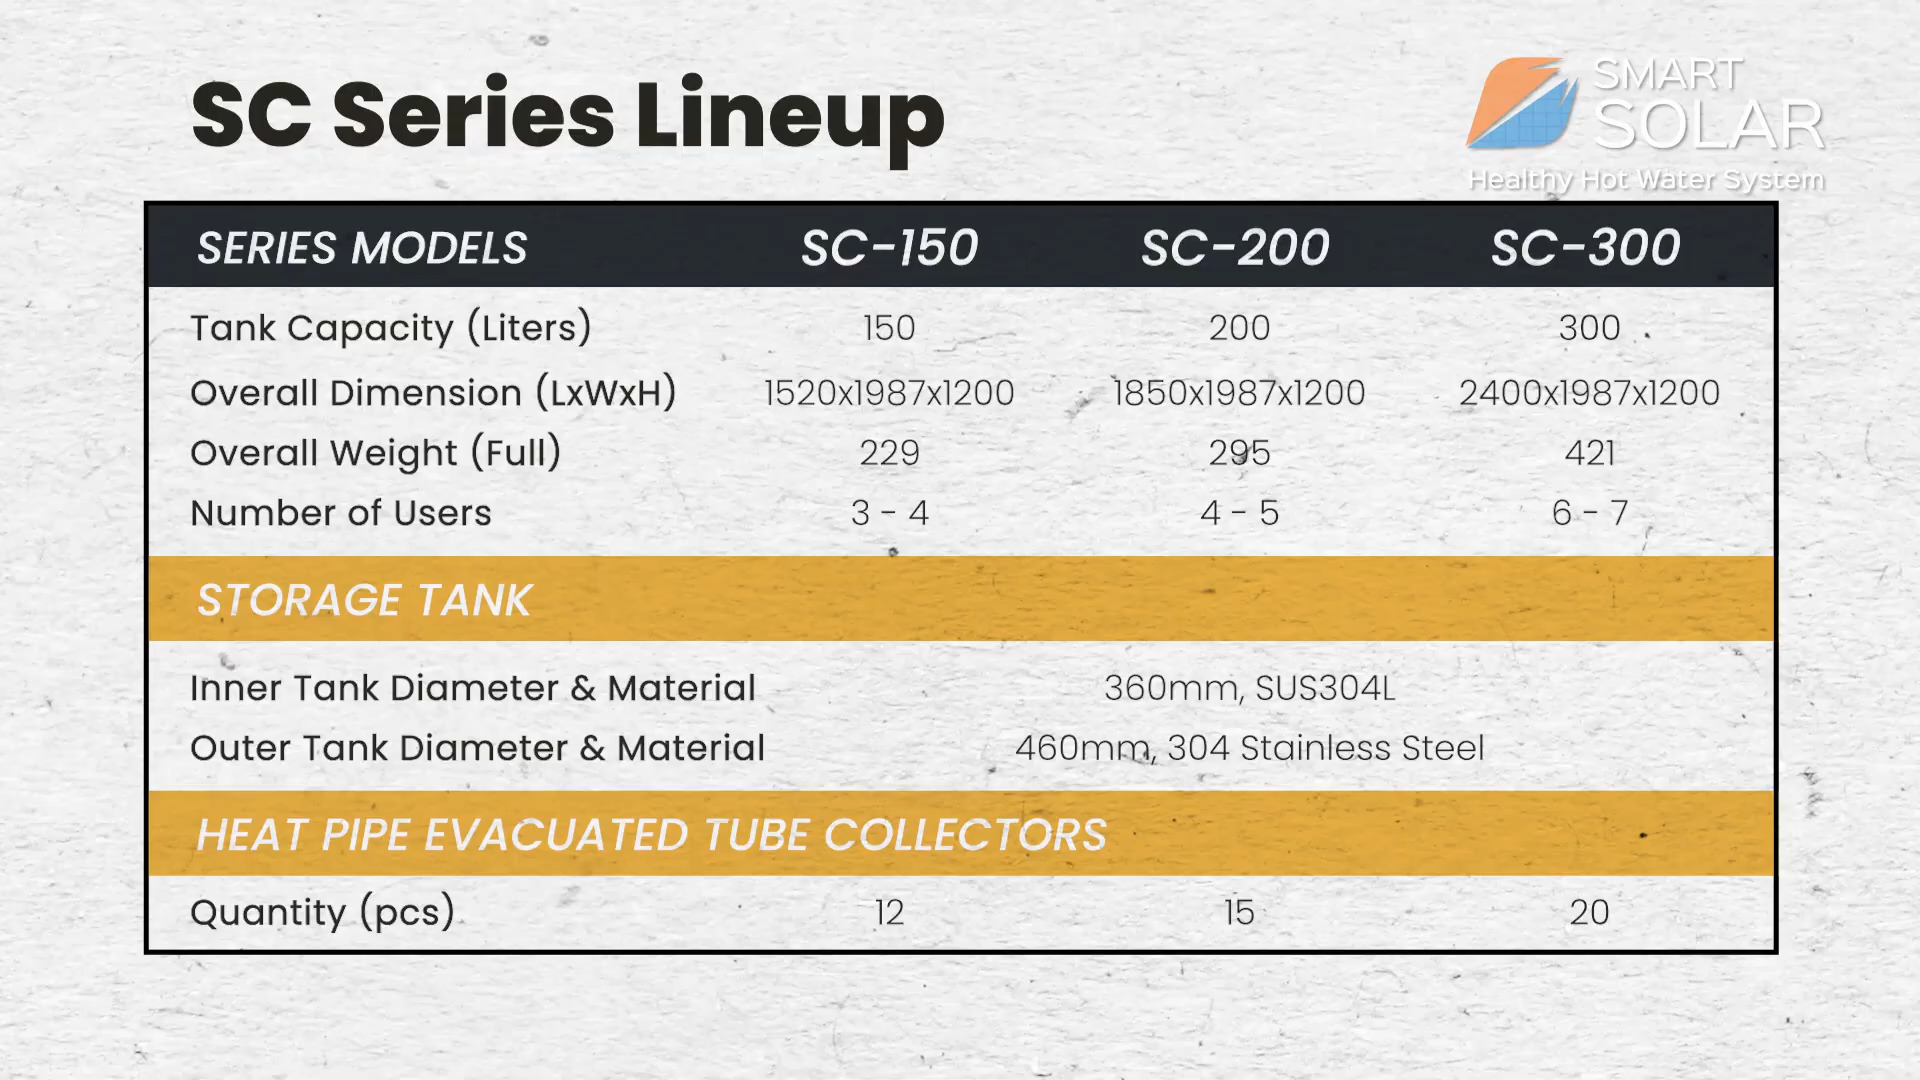 SC Series Lineup
SMART
SOLAR
Healthy Hot Water System
SERIES MODELS SC-150 SC-200 SC-300
Tank Capacity (Liters) 150 200 300
Overall Dimension (LxWxH) 1520x1987x1200 1850x1987x1200 2400x1987x1200
Overall Weight (Full) 229 295 421
Number of Users 3 - 4 4 - 5 6 - 7
STORAGE TANK
Inner Tank Diameter & Material 360mm, SUS304L
Outer Tank Diameter & Material 460mm, 304 Stainless Steel
HEAT PIPE EVACUATED TUBE COLLECTORS
Quantity (pcs) 12 15 20